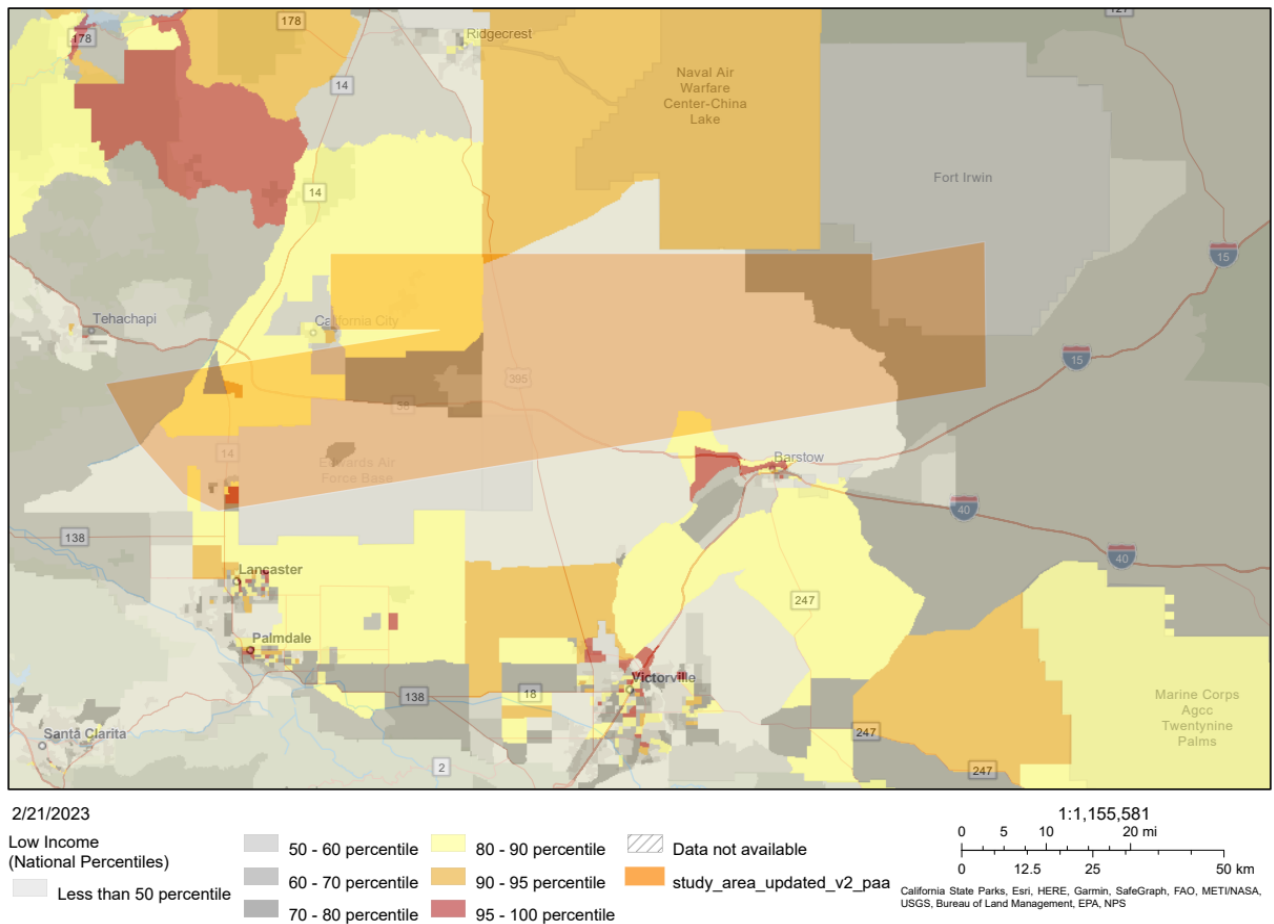 178
178
Ridgecrest
127
Naval Air
Warfare
Center-China
Lake
14
Fort Irwin
14
15
Tehachapi
California City
15
395
58
14
Edwards Air
Force Base
Barstow
138
40
40
Lancaster
247
Palmdale
Victorville
138
18
Marine Corps
Agcc
Twentynine
Palms
Santa Clarita
247
2
247
2/21/2023
Low Income
(National Percentiles)
Less than 50 percentile
50 - 60 percentile
60 - 70 percentile
70 - 80 percentile
80 - 90 percentile
90 - 95 percentile
95 - 100 percentile
Data not available
study_area_updated_v2_paa
1:1,155,581
0 5 10 20 mi
0 12.5 25 50 km
California State Parks, Esri, HERE, Garmin, SafeGraph, FAO, METI/NASA,
USGS, Bureau of Land Management, EPA, NPS